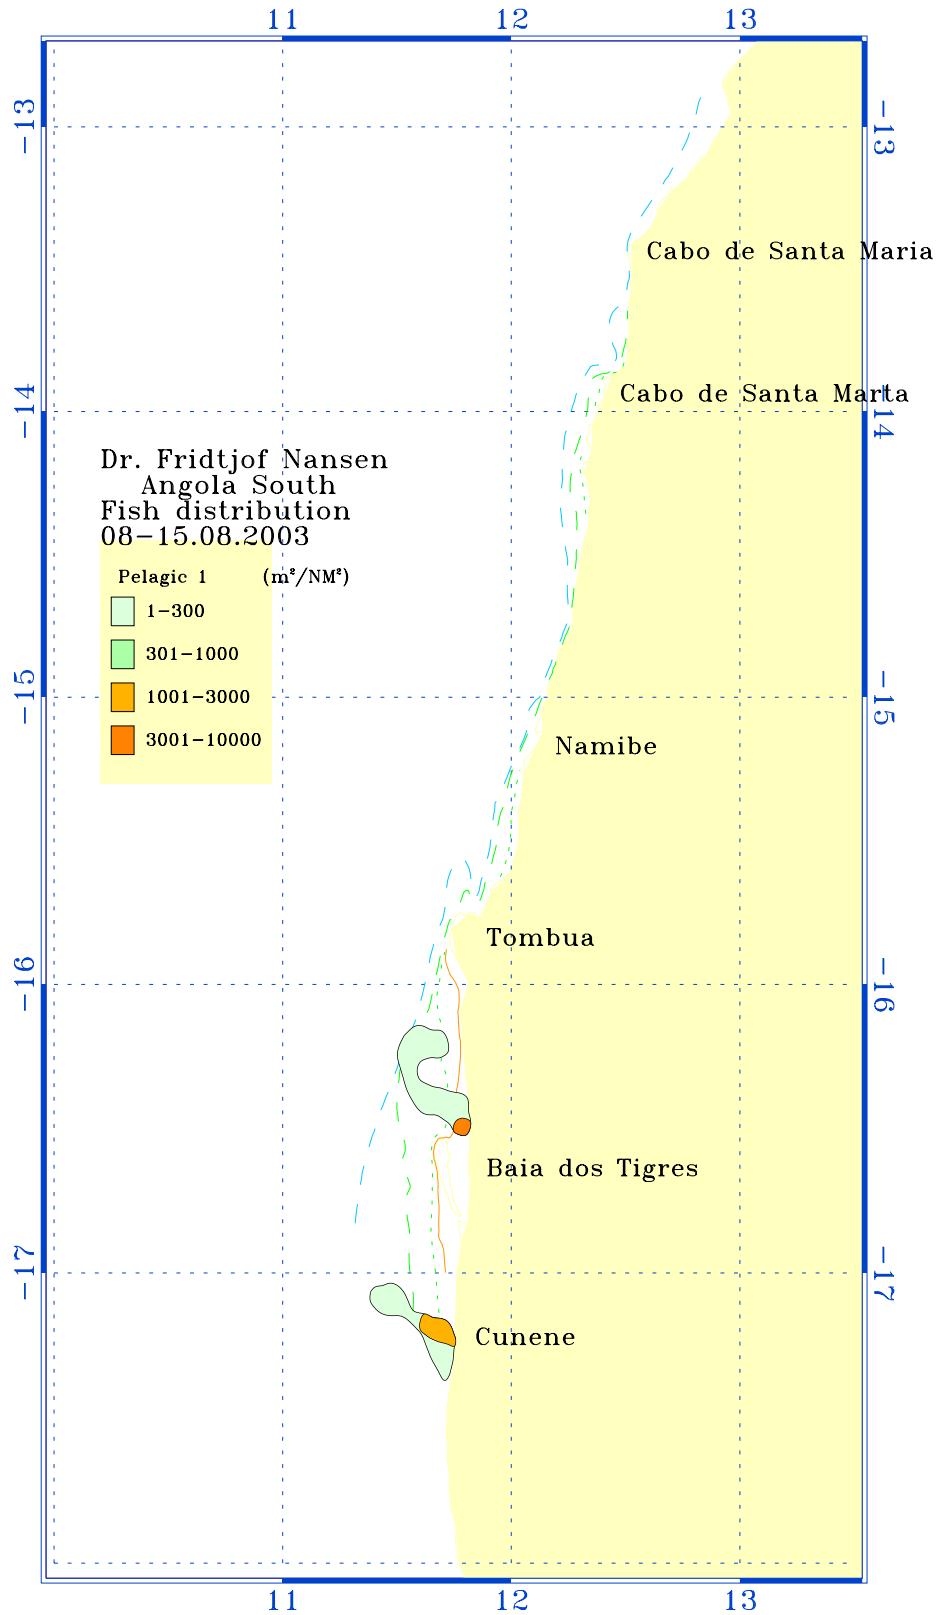 11 12 13
-13 -13
Cabo de Santa Maria
Cabo de Santa Marta
-14 -14
Dr. Fridtjof Nansen
Angola South
Fish distribution
08-15.08.2003
Pelagic 1 (m²/NM²)
1-300
301-1000
1001-3000
3001-10000
-15 -15
Namibe
Tombua
-16 -16
Baia dos Tigres
-17 -17
Cunene
11 12 13